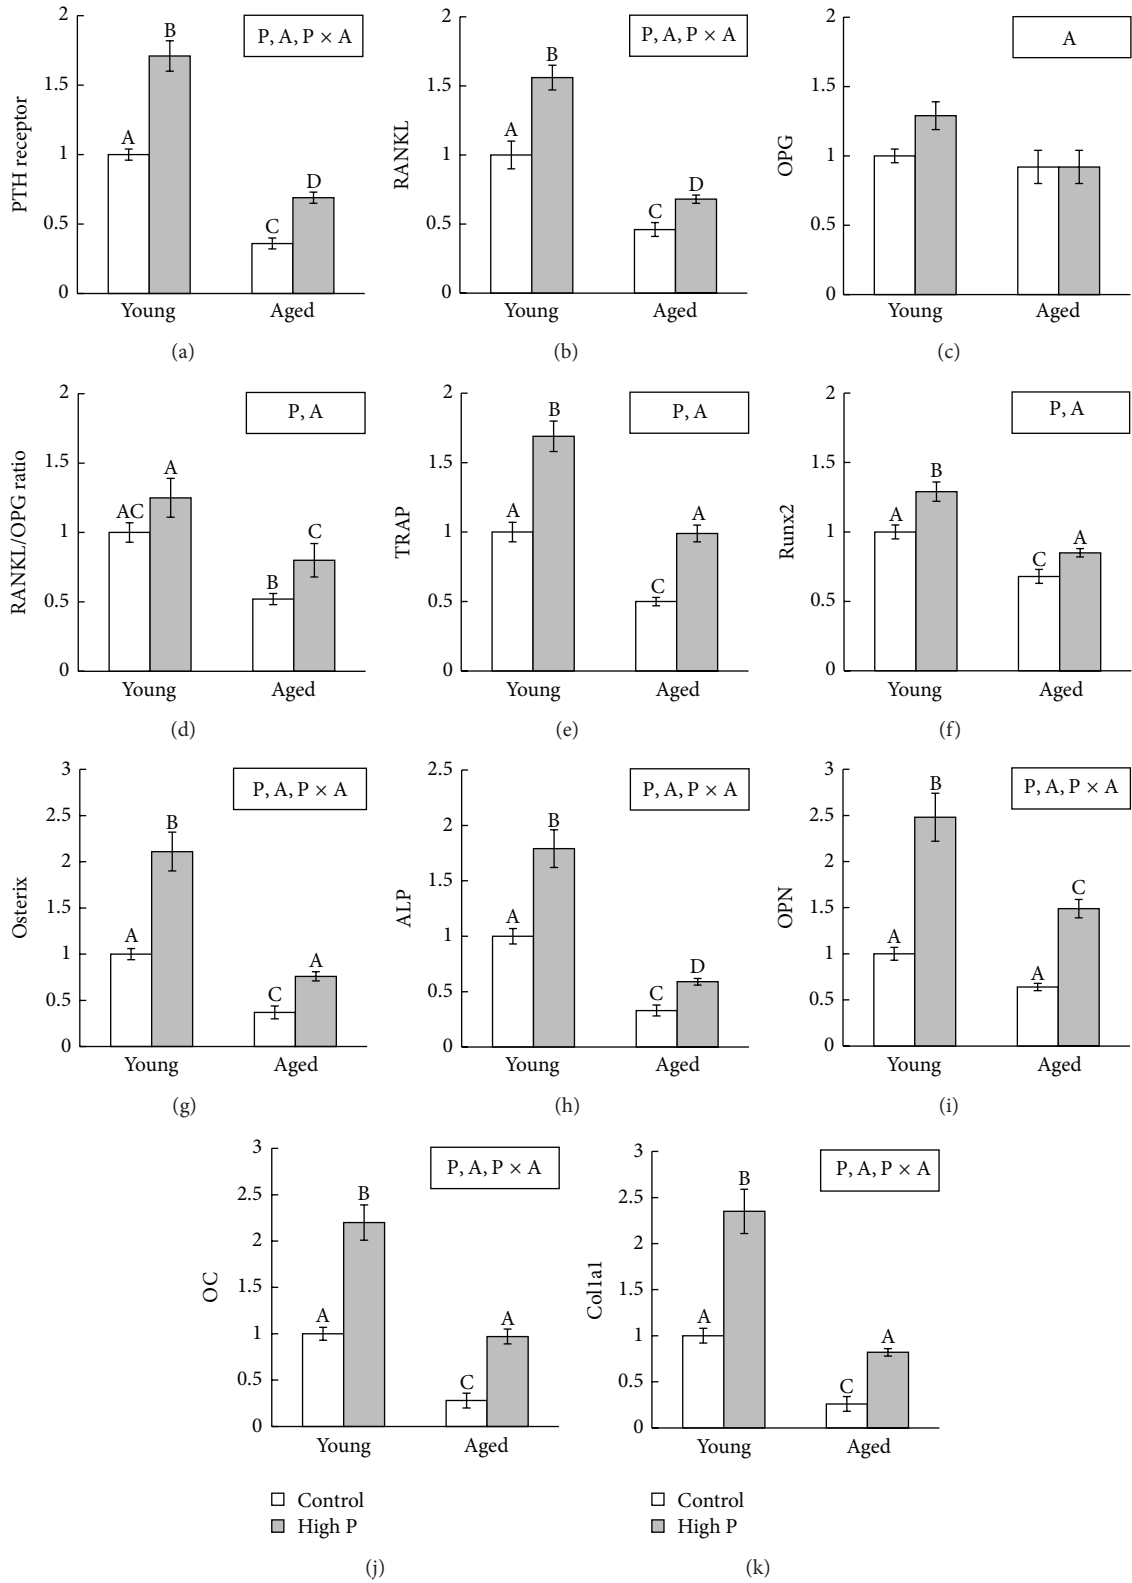 2
1.5
1
0.5
0
PTH receptor
A
B
C
D
P, A, P × A
Young
Aged
(a)
2
1.5
1
0.5
0
RANKL
A
B
C
D
P, A, P × A
Young
Aged
(b)
2
1.5
1
0.5
0
OPG
A
Young
Aged
(c)
2
1.5
1
0.5
0
RANKL/OPG ratio
AC
A
B
C
P, A
Young
Aged
(d)
2
1.5
1
0.5
0
TRAP
A
B
C
A
P, A
Young
Aged
(e)
2
1.5
1
0.5
0
Runx2
A
B
C
A
P, A
Young
Aged
(f)
3
2.5
2
1.5
1
0.5
0
Osterix
A
B
C
A
P, A, P × A
Young
Aged
(g)
2.5
2
1.5
1
0.5
0
ALP
A
B
C
D
P, A, P × A
Young
Aged
(h)
3
2.5
2
1.5
1
0.5
0
OPN
A
B
A
C
P, A, P × A
Young
Aged
(i)
3
2.5
2
1.5
1
0.5
0
OC
A
B
C
A
P, A, P × A
Young
Aged
Control
High P
(j)
3
2.5
2
1.5
1
0.5
0
Col1a1
A
B
C
A
P, A, P × A
Young
Aged
Control
High P
(k)